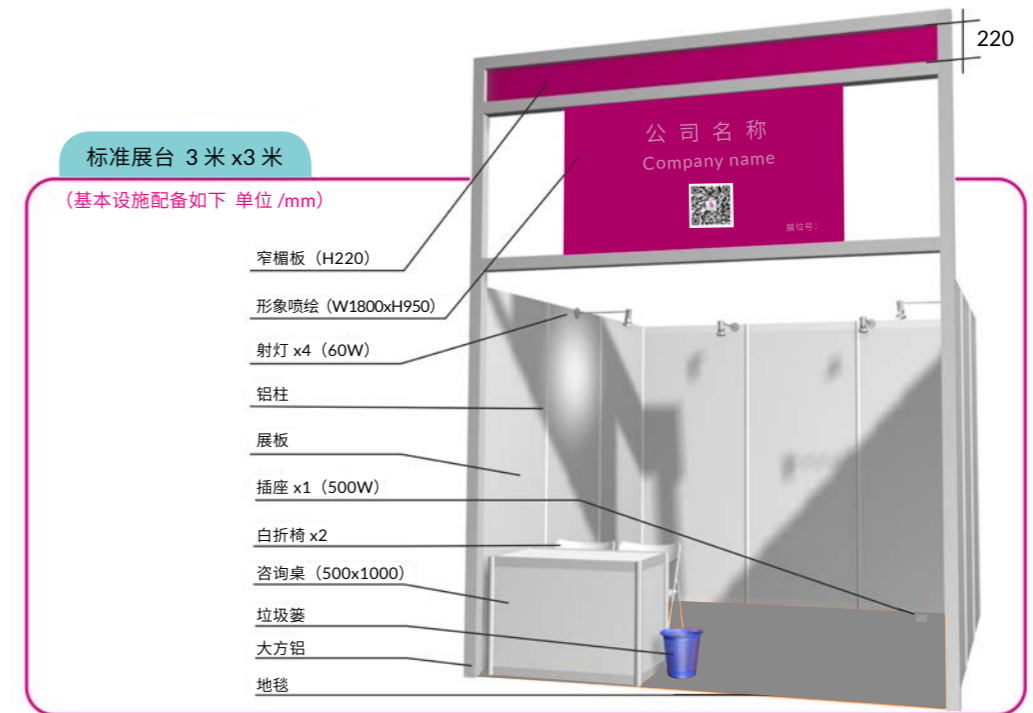 220
公司名称
Company name
展位号：
标准展台 3 米 x3 米
（基本设施配备如下 单位 /mm）
窄楣板（H220）
形象喷绘（W1800xH950）
射灯 x4（60W）
铝柱
展板
插座 x1（500W）
白折椅 x2
咨询桌（500x1000）
垃圾篓
大方铝
地毯